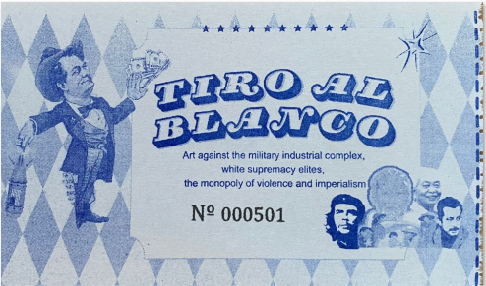 TIRO AL
BLANCO
Art against the military industrial complex,
white supremacy elites,
the monopoly of violence and imperialism
Nº 000501